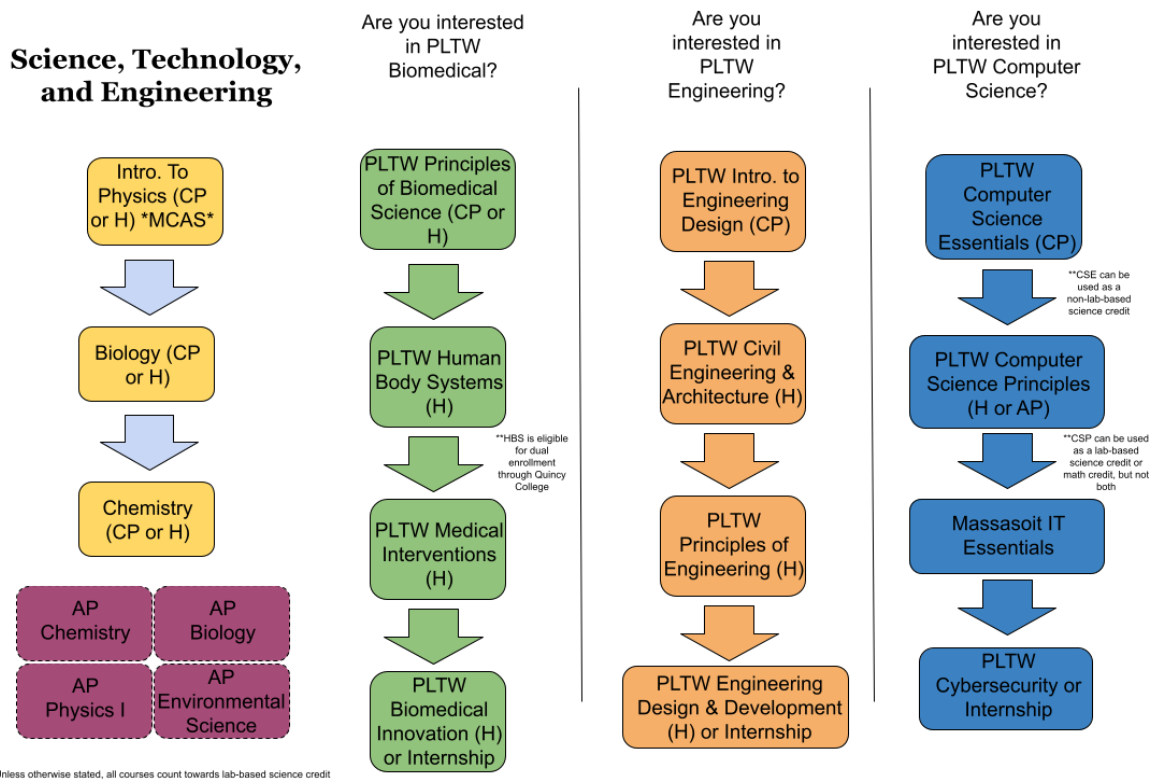 Science, Technology,
and Engineering
Intro. To
Physics (CP
or H) *MCAS*
Biology (CP
or H)
Chemistry
(CP or H)
AP
Chemistry
AP
Biology
AP
Physics I
AP
Environmental
Science
Unless otherwise stated, all courses count towards lab-based science credit
Are you interested
in PLTW
Biomedical?
PLTW Principles
of Biomedical
Science (CP or
H)
PLTW Human
Body Systems
(H)
**HBS is eligible
for dual
enrollment
through Quincy
College
PLTW Medical
Interventions
(H)
PLTW
Biomedical
Innovation (H)
or Internship
Are you
interested in
PLTW
Engineering?
PLTW Intro. to
Engineering
Design (CP)
PLTW Civil
Engineering &
Architecture (H)
PLTW
Principles of
Engineering (H)
PLTW Engineering
Design & Development
(H) or Internship
Are you
interested in
PLTW Computer
Science?
PLTW
Computer
Science
Essentials (CP)
**CSE can be
used as a
non-lab-based
science credit
PLTW Computer
Science Principles
(H or AP)
**CSP can be used
as a lab-based
science credit or
math credit, but not
both
Massasoit IT
Essentials
PLTW
Cybersecurity or
Internship